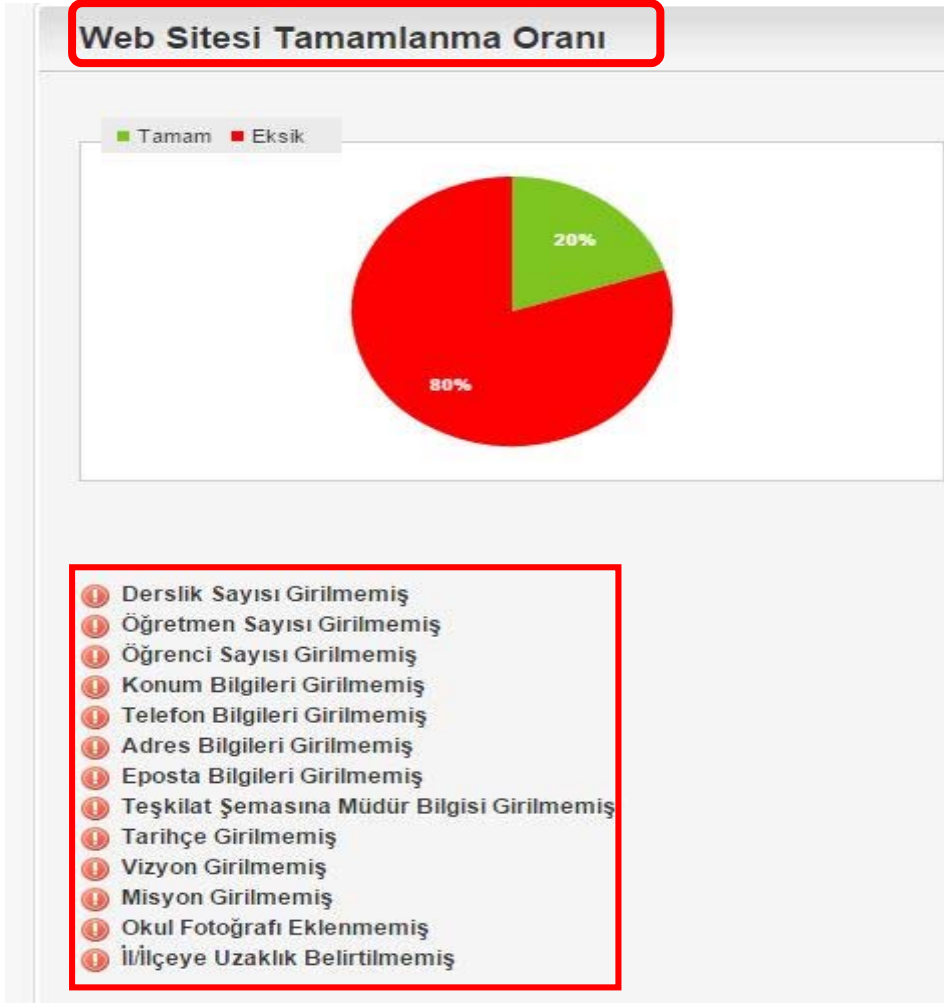 Web Sitesi Tamamlanma Oranı
Tamam Eksik
20%
80%
Derslik Sayısı Girilmemiş
Öğretmen Sayısı Girilmemiş
Öğrenci Sayısı Girilmemiş
Konum Bilgileri Girilmemiş
Telefon Bilgileri Girilmemiş
Adres Bilgileri Girilmemiş
Eposta Bilgileri Girilmemiş
Teşkilat Şemasına Müdür Bilgisi Girilmemiş
Tarihçe Girilmemiş
Vizyon Girilmemiş
Misyon Girilmemiş
Okul Fotoğrafı Eklenmemiş
İl/İlçeye Uzaklık Belirtilmemiş